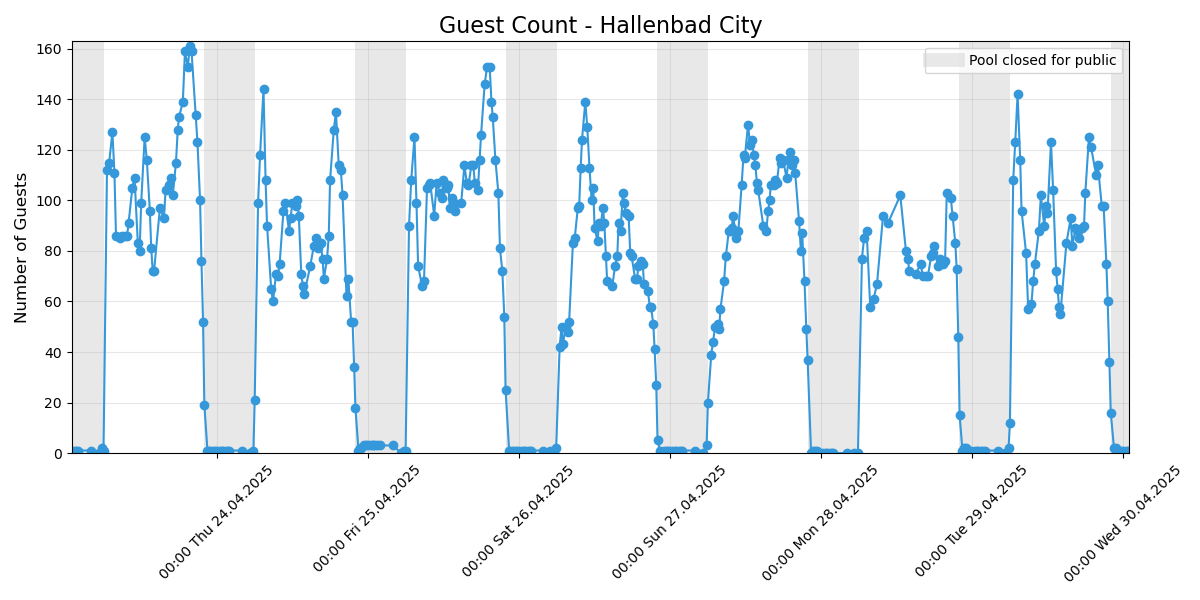 Guest Count - Hallenbad City
Pool closed for public
Number of Guests
160
140
120
100
80
60
40
20
0
00:00 Thu 24.04.2025
00:00 Fri 25.04.2025
00:00 Sat 26.04.2025
00:00 Sun 27.04.2025
00:00 Mon 28.04.2025
00:00 Tue 29.04.2025
00:00 Wed 30.04.2025